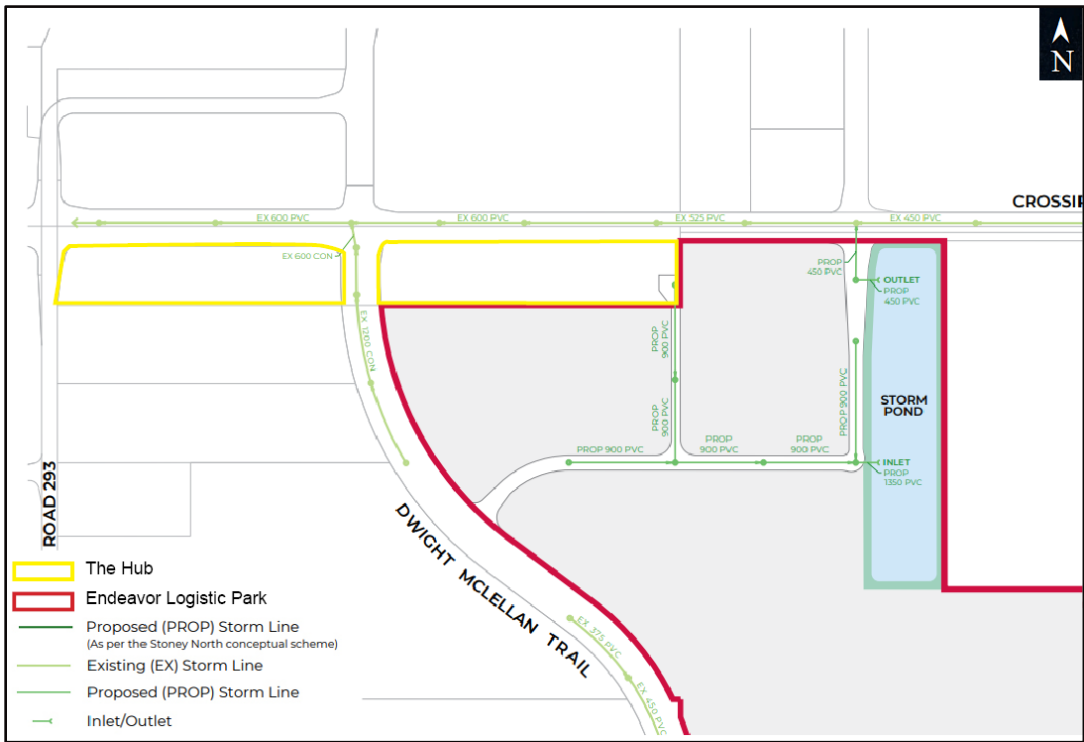 N
CROSSIR
EX 600 PVC
EX 600 PVC
EX 525 PVC
EX 450 PVC
EX 600 CON
PROP
450 PVC
OUTLET
PROP
450 PVC
EX 1200 CON
PROP
900 PVC
PROP
900 PVC
PROP 900 PVC
STORM
POND
PROP 900 PVC
PROP
900 PVC
PROP
900 PVC
INLET
PROP
1350 PVC
ROAD 293
DWIGHT MCLELLAN TRAIL
EX 375 PVC
EX 450 PVC
The Hub
Endeavor Logistic Park
Proposed (PROP) Storm Line
(As per the Stoney North conceptual scheme)
Existing (EX) Storm Line
Proposed (PROP) Storm Line
Inlet/Outlet